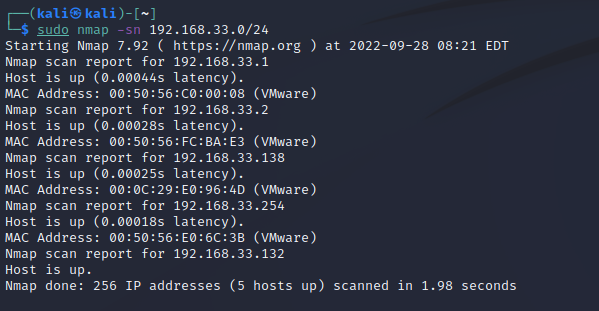 ┌──(kali㉿kali)-[~]
└─$ sudo nmap -sn 192.168.33.0/24
Starting Nmap 7.92 ( https://nmap.org ) at 2022-09-28 08:21 EDT
Nmap scan report for 192.168.33.1
Host is up (0.00044s latency).
MAC Address: 00:50:56:C0:00:08 (VMware)
Nmap scan report for 192.168.33.2
Host is up (0.00028s latency).
MAC Address: 00:50:56:FC:BA:E3 (VMware)
Nmap scan report for 192.168.33.138
Host is up (0.00025s latency).
MAC Address: 00:0C:29:E0:96:4D (VMware)
Nmap scan report for 192.168.33.254
Host is up (0.00018s latency).
MAC Address: 00:50:56:E0:6C:3B (VMware)
Nmap scan report for 192.168.33.132
Host is up.
Nmap done: 256 IP addresses (5 hosts up) scanned in 1.98 seconds